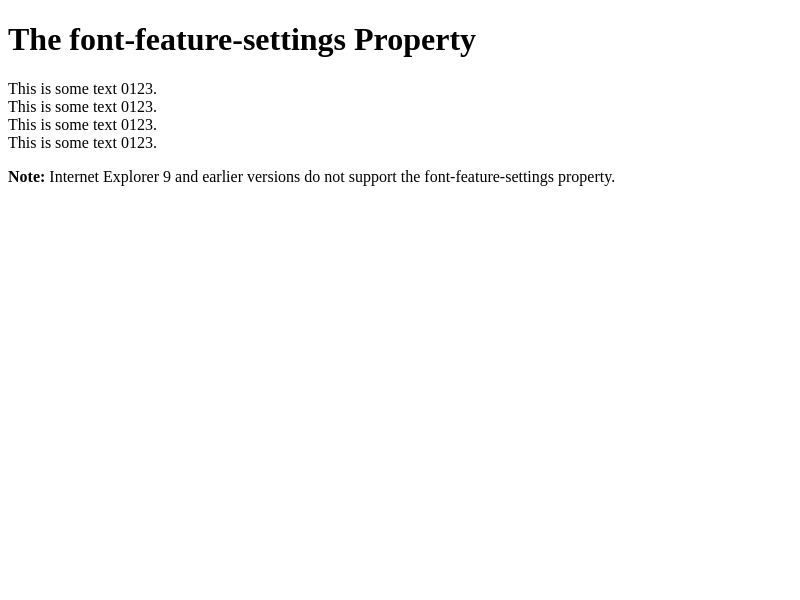 The font-feature-settings Property
This is some text 0123.
This is some text 0123.
This is some text 0123.
This is some text 0123.
Note: Internet Explorer 9 and earlier versions do not support the font-feature-settings property.